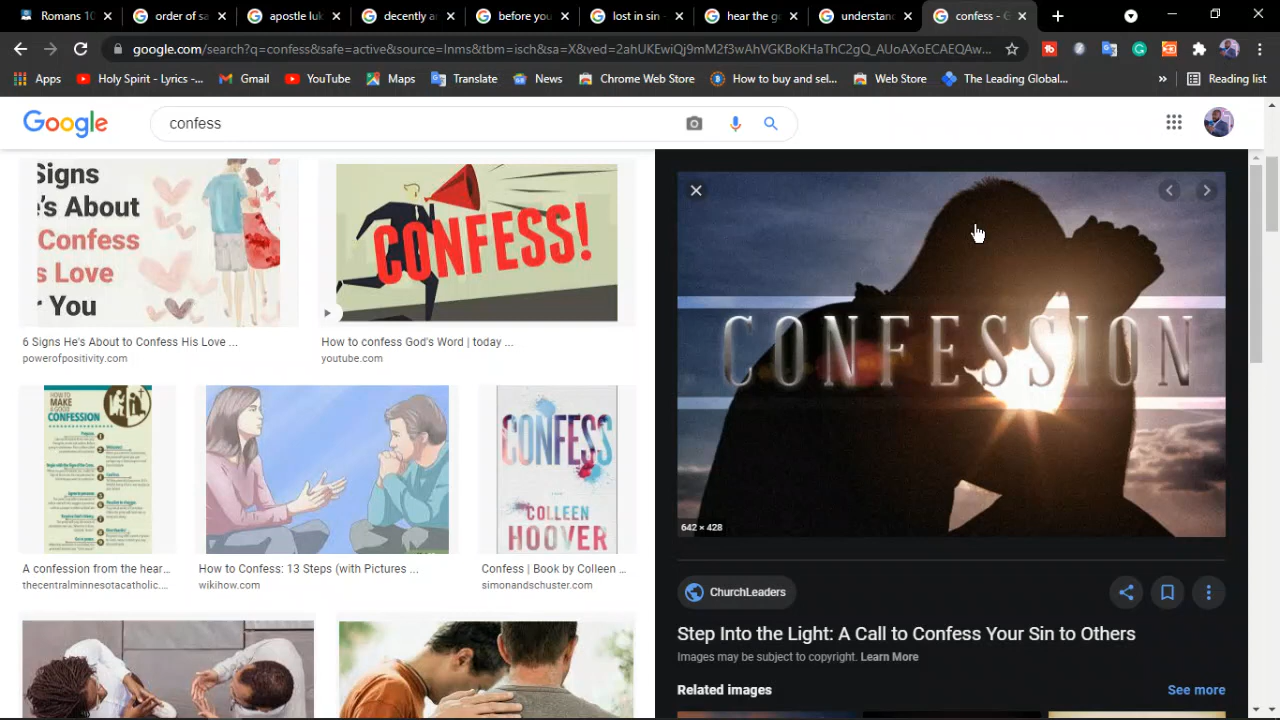 Romans 10
order of sa
apostle luk
decently a
before you
lost in sin -
hear the g
understan
confess - G
google.com/search?q=confess&safe=active&source=lnms&tbm=isch&sa=X&ved=2ahUKEwiQj9mM2f3wAhVGKBoKHaThC2gQ_AUoAXoECAEQAw...
Apps
Holy Spirit - Lyrics -...
Gmail
YouTube
Maps
Translate
News
Chrome Web Store
How to currently sel...
Web Store
The Leading Global...
»
Reading list
Google
confess
Signs
e's About
Confess
s Love
r You
CONFESS!
6 Signs He's About to Confess His Love ...
powerofpositivity.com
How to confess God's Word | today ...
youtube.com
HOW TO
MAKE
A GOOD
CONFESSION
CONFESS
COLLEEN
HOOVER
A confession from the hear...
thecentralminnesotacatholic....
How to Confess: 13 Steps (with Pictures ...
wikihow.com
Confess | Book by Colleen ...
simonandschuster.com
CONFESSION
642 × 428
ChurchLeaders
Step Into the Light: A Call to Confess Your Sin to Others
Images may be subject to copyright. Learn More
Related images
See more